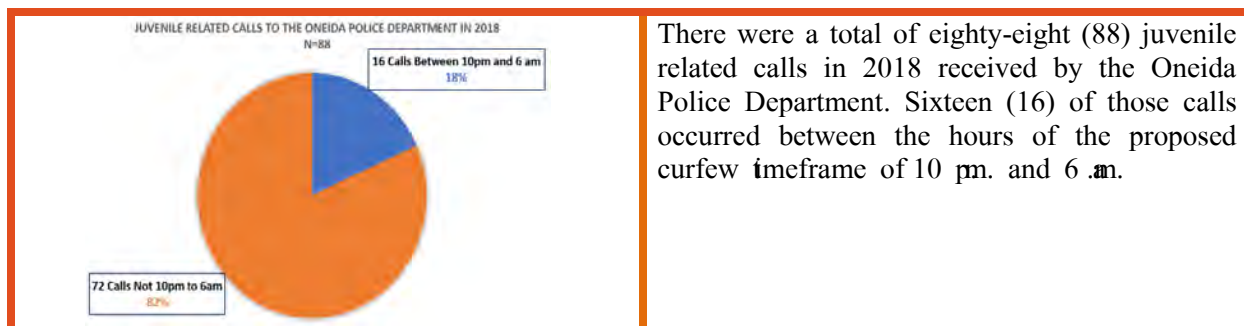 JUVENILE RELATED CALLS TO THE ONEIDA POLICE DEPARTMENT IN 2018
N=88
16 Calls Between 10pm and 6 am
18%
72 Calls Not 10pm to 6am
82%
There were a total of eighty-eight (88) juvenile
related calls in 2018 received by the Oneida
Police Department. Sixteen (16) of those calls
occurred between the hours of the proposed
curfew timeframe of 10 pm. and 6 .am.